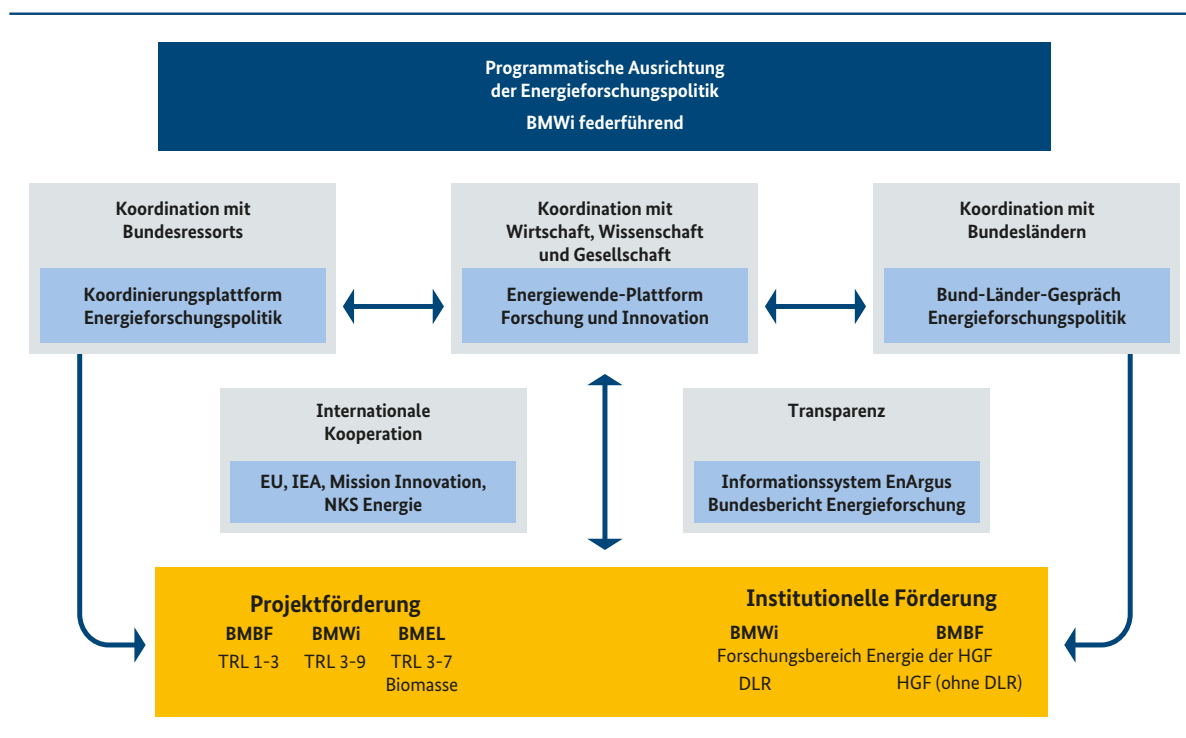 Programmatische Ausrichtung
der Energieforschungspolitik
BMWi federführend
Koordination mit
Bundesressorts
Koordinierungsplattform
Energieforschungspolitik
Koordination mit
Wirtschaft, Wissenschaft
und Gesellschaft
Energiewende-Plattform
Forschung und Innovation
Koordination mit
Bundesländern
Bund-Länder-Gespräch
Energieforschungspolitik
Internationale
Kooperation
EU, IEA, Mission Innovation,
NKS Energie
Transparenz
Informationssystem EnArgus
Bundesbericht Energieforschung
Projektförderung
BMBF BMWi BMEL
TRL 1-3 TRL 3-9 TRL 3-7
Biomasse
Institutionelle Förderung
BMWi BMBF
Forschungsbereich Energie der HGF
DLR HGF (ohne DLR)